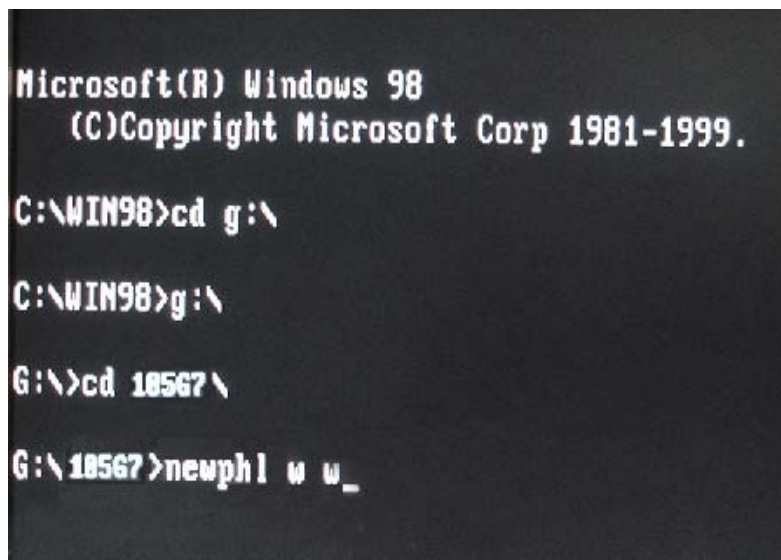 Microsoft(R) Windows 98
(C)Copyright Microsoft Corp 1981-1999.
C:\WIN98>cd g:\
C:\WIN98>g:\
G:\>cd 10567\
G:\10567>newphl w w_